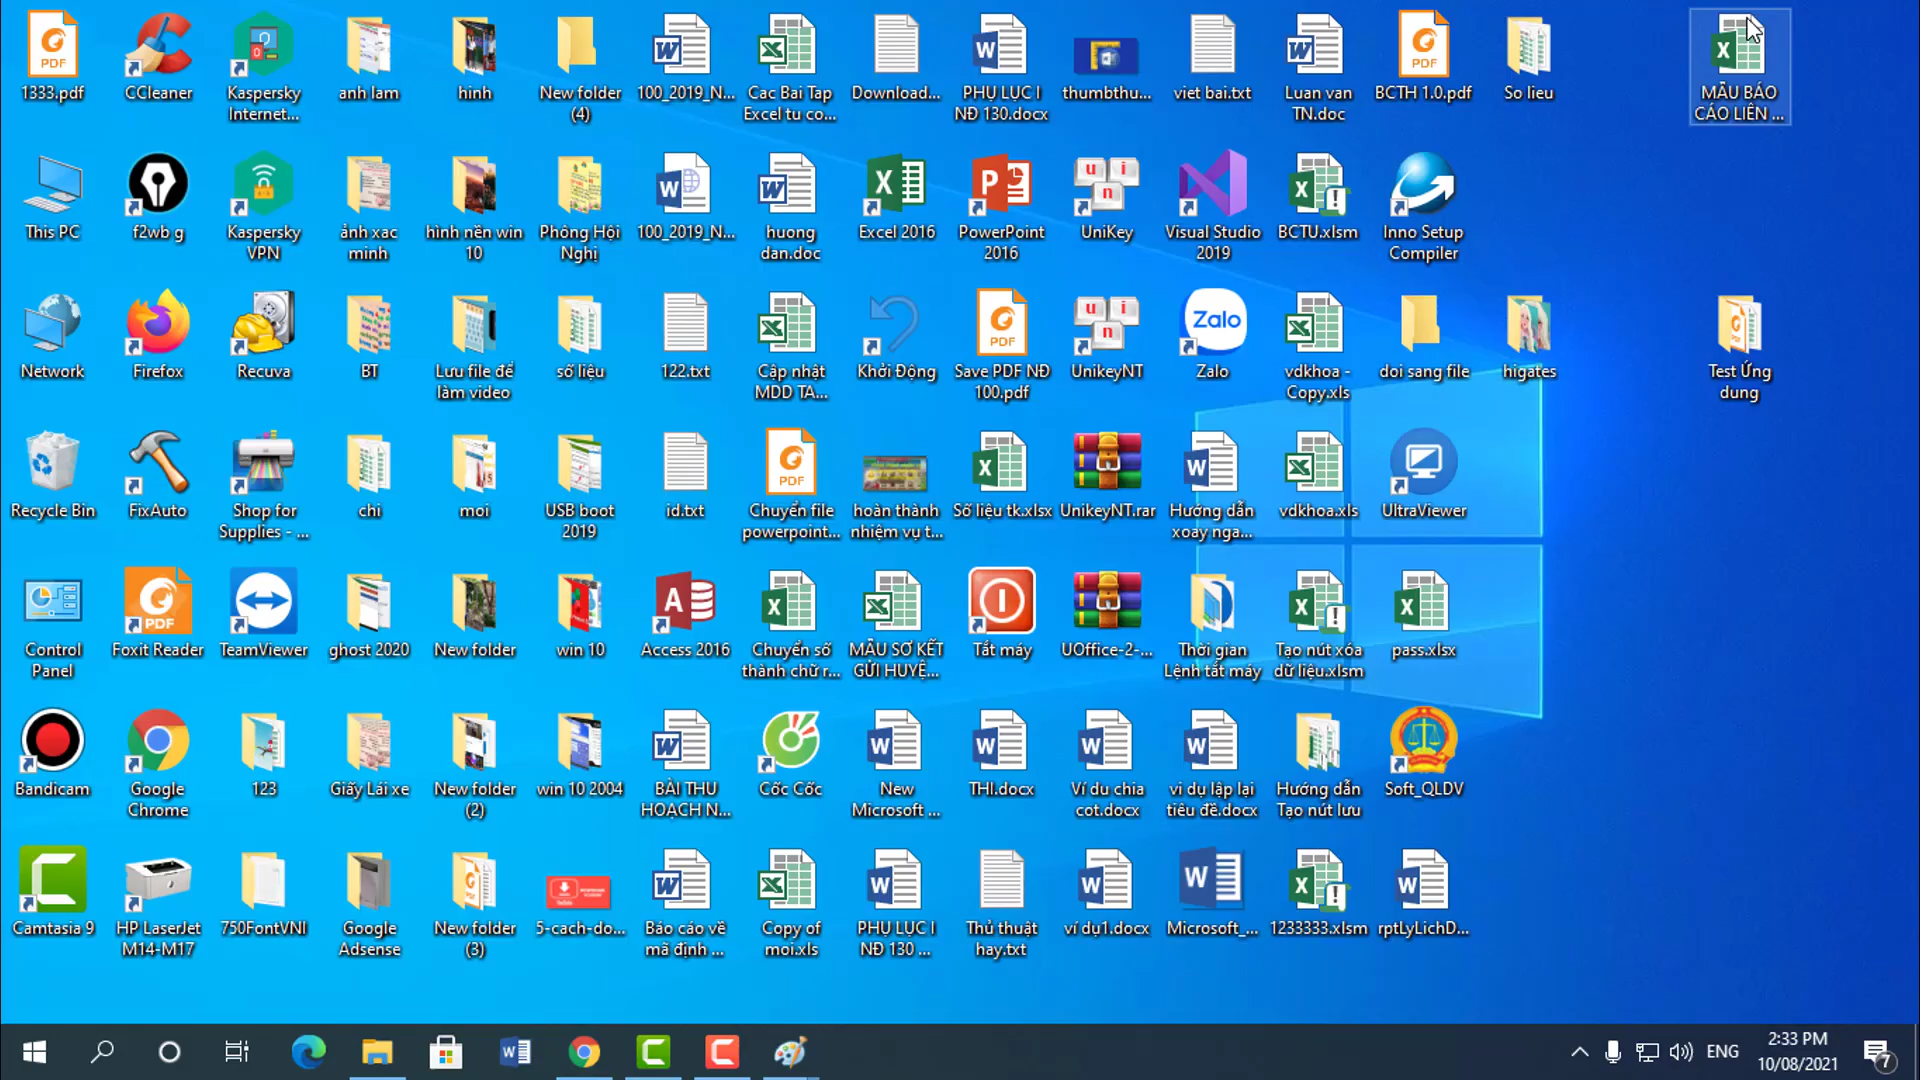 1333.pdf
CCleaner
Kaspersky
Internet...
anh lam
hinh
New folder
(4)
100_2019_N...
Cac Bai Tap
Excel tu co...
Download...
PHỤ LỤC I
NĐ 130.docx
thumbthu...
viet bai.txt
Luan van
TN.doc
BCTH 1.0.pdf
So lieu
MẪU BÁO
CÁO LIÊN ...
This PC
f2wb g
Kaspersky
VPN
ảnh xac
minh
hình nền win
10
Phông Hội
Nghị
100_2019_N...
huong
dan.doc
Excel 2016
PowerPoint
2016
UniKey
Visual Studio
2019
BCTU.xlsm
Inno Setup
Compiler
Network
Firefox
Recuva
BT
Lưu file để
làm video
số liệu
122.txt
Cập nhật
MDD TA...
Khởi Động
Save PDF NĐ
100.pdf
UnikeyNT
Zalo
Zalo
vdkhoa -
Copy.xls
doi sang file
higates
Test Ứng
dung
Recycle Bin
FixAuto
Shop for
Supplies - ...
chi
moi
USB boot
2019
id.txt
Chuyển file
powerpoint...
hoàn thành
nhiệm vụ t...
Số liệu tk.xlsx
UnikeyNT.rar
Hướng dẫn
xoay nga...
vdkhoa.xls
UltraViewer
Control
Panel
Foxit Reader
TeamViewer
ghost 2020
New folder
win 10
Access 2016
Chuyển số
thành chữ r...
MẪU SƠ KẾT
GỬI HUYỆ...
Tắt máy
UOffice-2-...
Thời gian
Lệnh tắt máy
Tạo nút xóa
dữ liệu.xlsm
pass.xlsx
Bandicam
Google
Chrome
123
Giấy Lái xe
New folder
(2)
win 10 2004
BÀI THU
HOẠCH N...
Cốc Cốc
New
Microsoft ...
THI.docx
Ví du chia
cot.docx
vi dụ lập lại
tiêu đề.docx
Hướng dẫn
Tạo nút lưu
Soft_QLDV
Camtasia 9
HP LaserJet
M14-M17
750FontVNI
Google
Adsense
New folder
(3)
5-cach-do...
Báo cáo về
mã định ...
Copy of
moi.xls
PHỤ LỤC I
NĐ 130 ...
Thủ thuật
hay.txt
ví dụ1.docx
Microsoft_...
1233333.xlsm
rptLyLichD...
ENG
2:33 PM
10/08/2021
7